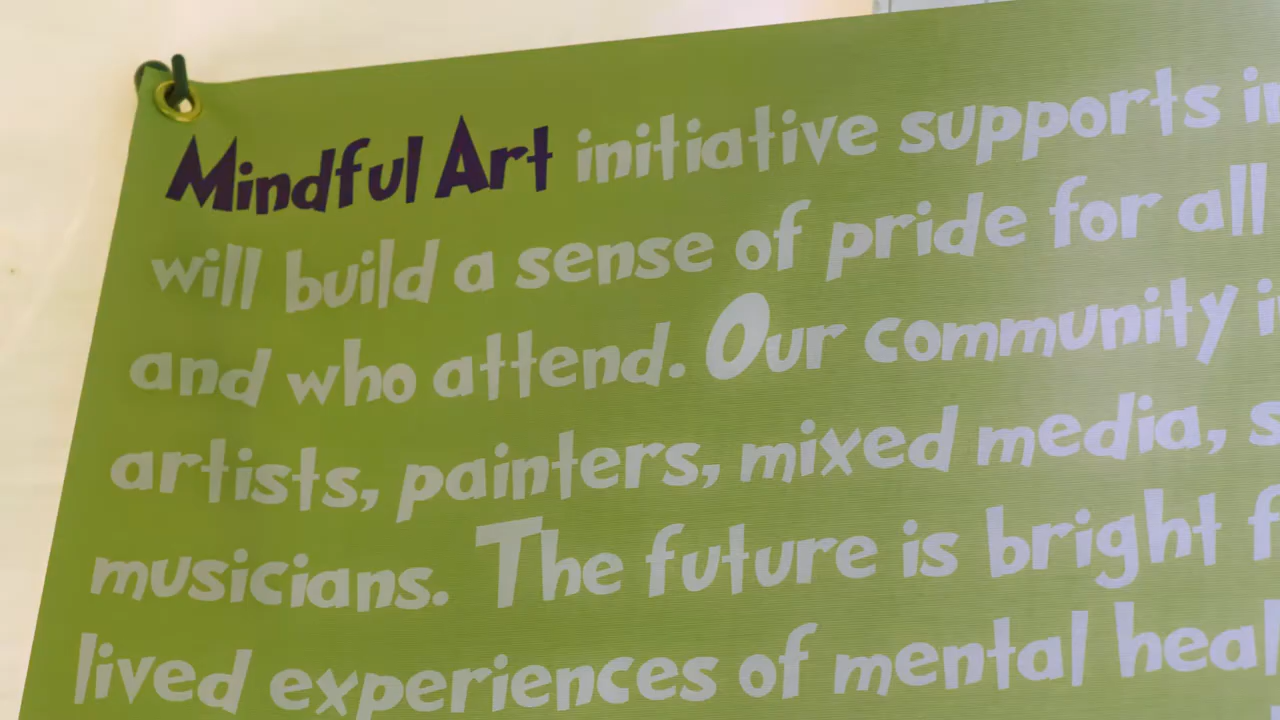 Mindful Art initiative supports
will build a sense of pride for all
and who attend. Our community
artists, painters, mixed media,
musicians. The future is bright
lived experiences of mental